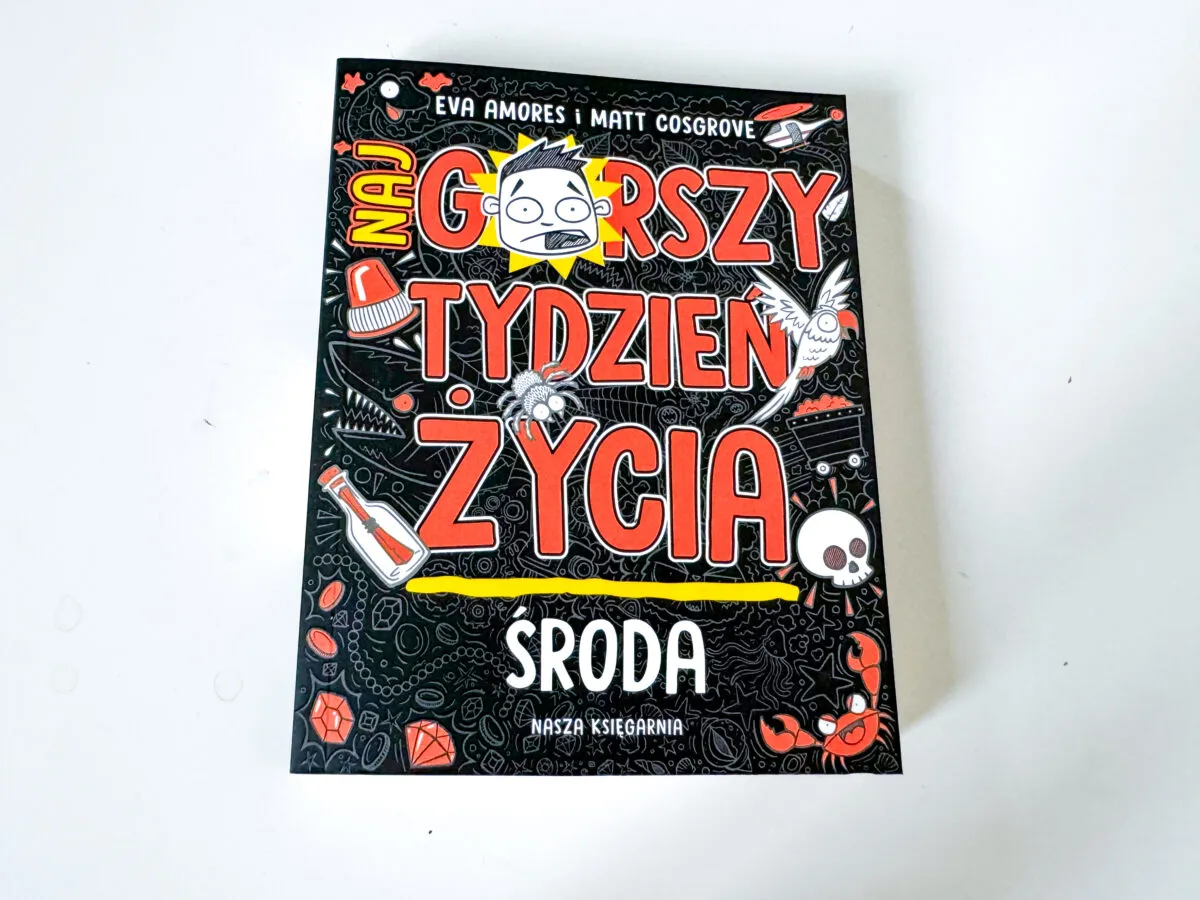 EVA AMORES i MATT COSGROVE
NAJ
GORSZY
TYDZIEŃ
ŻYCIA
ŚRODA
NASZA KSIĘGARNIA